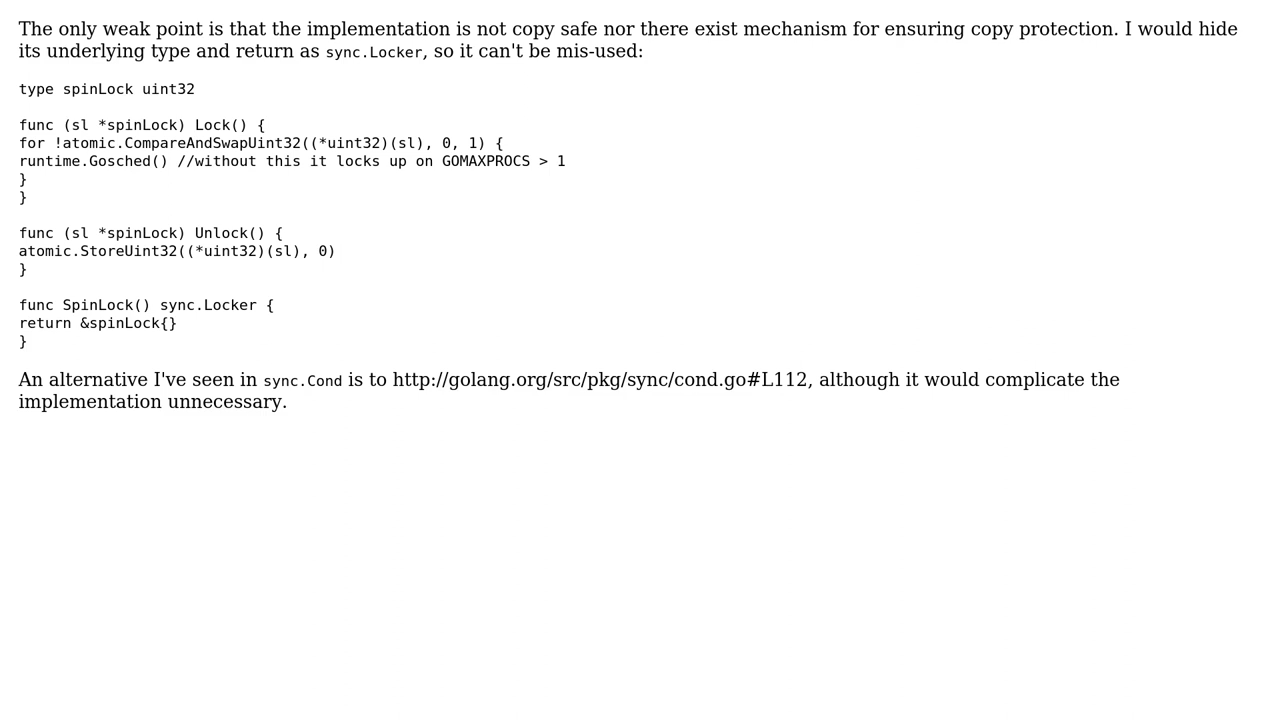 The only weak point is that the implementation is not copy safe nor there exist mechanism for ensuring copy protection. I would hide
its underlying type and return as sync.Locker, so it can't be mis-used:
type spinLock uint32
func (sl *spinLock) Lock() {
for !atomic.CompareAndSwapUint32((*uint32)(sl), 0, 1) {
runtime.Gosched() //without this it locks up on GOMAXPROCS > 1
}
}
func (sl *spinLock) Unlock() {
atomic.StoreUint32((*uint32)(sl), 0)
}
func SpinLock() sync.Locker {
return &spinLock{}
}
An alternative I've seen in sync.Cond is to http://golang.org/src/pkg/sync/cond.go#L112, although it would complicate the
implementation unnecessary.